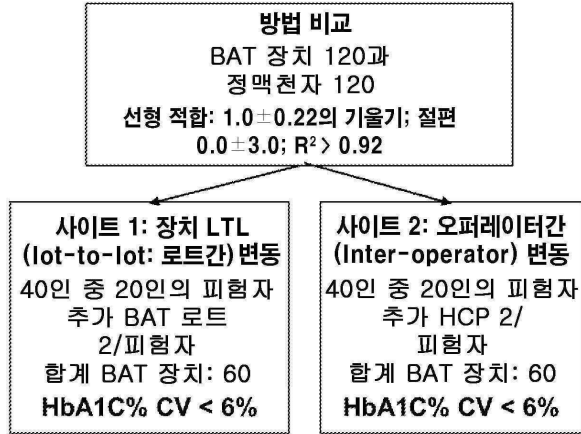 방법 비교
BAT 장치 120과
정맥천자 120
선형 적합: 1.0±0.22의 기울기; 절편
0.0±3.0; R² > 0.92
사이트 1: 장치 LTL
(lot-to-lot: 로트간) 변동
40인 중 20인의 피험자
추가 BAT 로트
2/피험자
합계 BAT 장치: 60
HbA1C% CV < 6%
사이트 2: 오퍼레이터간
(Inter-operator) 변동
40인 중 20인의 피험자
추가 HCP 2/
피험자
합계 BAT 장치: 60
HbA1C% CV < 6%